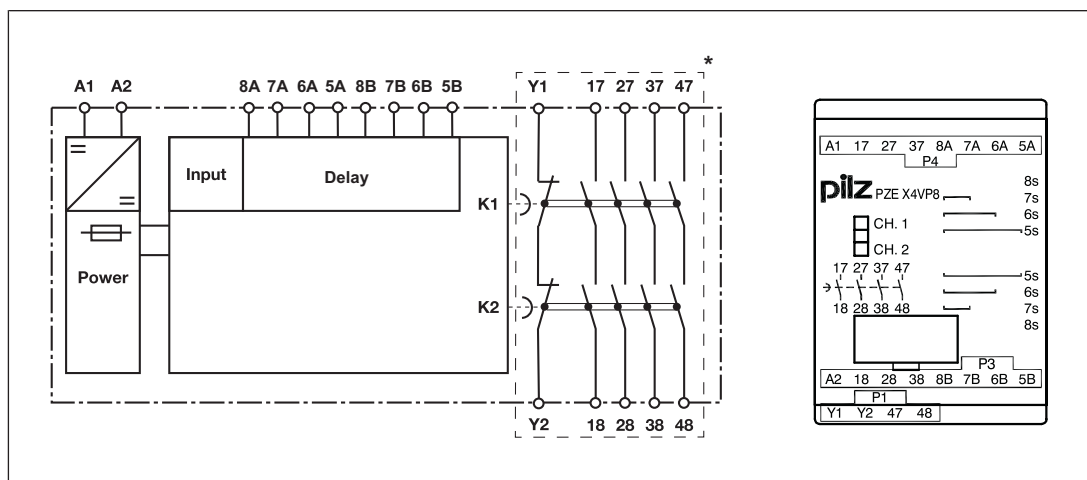 *
A1 A2 8A 7A 6A 5A 8B 7B 6B 5B Y1 17 27 37 47
=
=
Input Delay
K1
Power
K2
Y2 18 28 38 48
A1 17 27 37 8A 7A 6A 5A
P4
pilz PZE X4VP8
8s
7s
6s
5s
CH. 1
CH. 2
17 27 37 47
18 28 38 48
5s
6s
7s
8s
P3
A2 18 28 38 8B 7B 6B 5B
P1
Y1 Y2 47 48